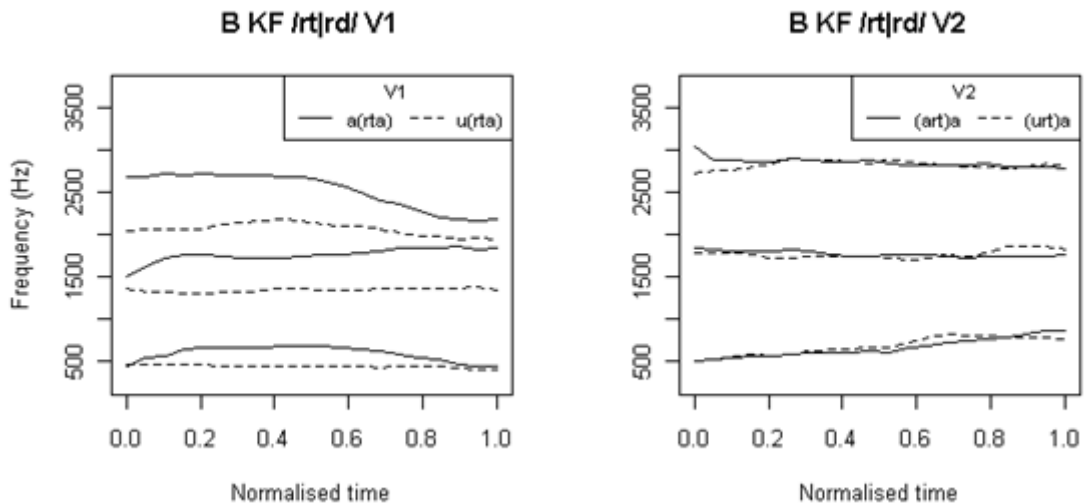 B KF /rt|rd/ V1
V1
a(rta) u(rta)
3500
2500
1500
500
Frequency (Hz)
0.0 0.2 0.4 0.6 0.8 1.0
Normalised time
B KF /rt|rd/ V2
V2
(art)a (urt)a
3500
2500
1500
500
0.0 0.2 0.4 0.6 0.8 1.0
Normalised time